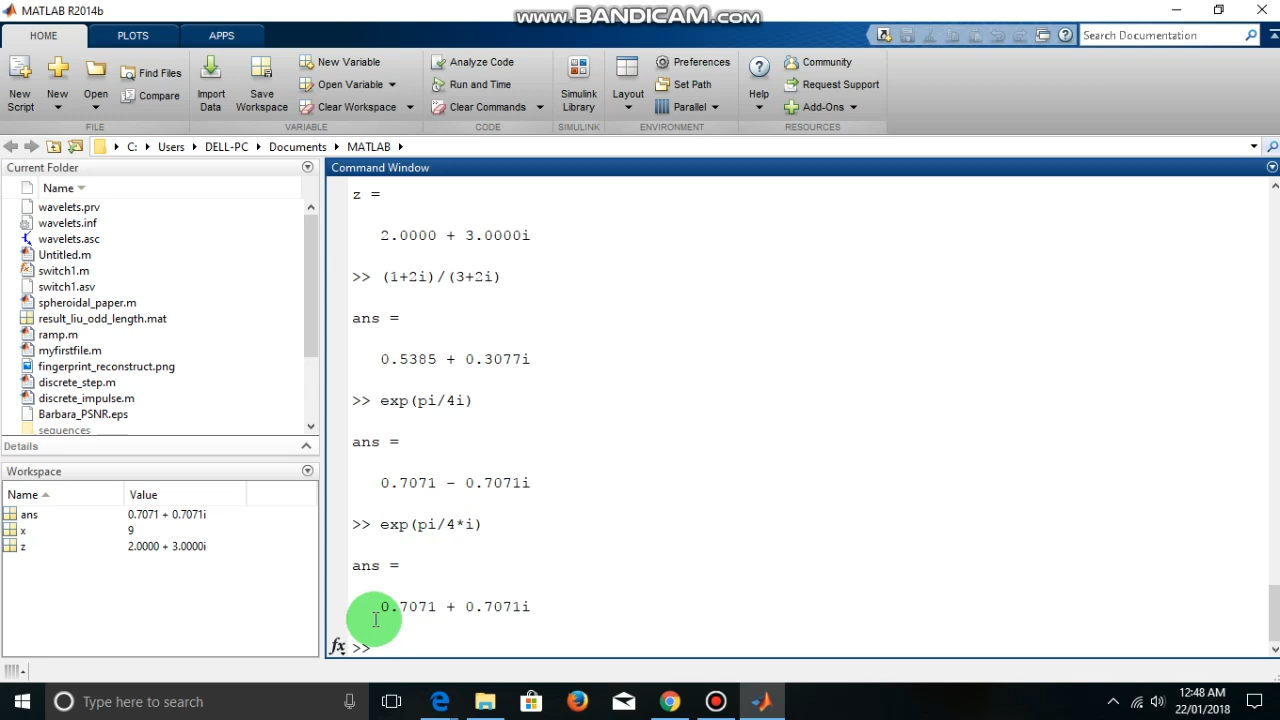 MATLAB R2014b
www.BANDICAM.com
HOME PLOTS APPS
Search Documentation
New Script
New
Open
Find Files
Compare
FILE
Import Data
Save Workspace
New Variable
Open Variable
Clear Workspace
VARIABLE
Analyze Code
Run and Time
Clear Commands
CODE
Simulink Library
SIMULINK
Layout
Preferences
Set Path
Parallel
ENVIRONMENT
Help
Community
Request Support
Add-Ons
RESOURCES
C: Users DELL-PC Documents MATLAB
Current Folder
Name
wavelets.prv
wavelets.inf
wavelets.asc
Untitled.m
switch1.m
switch1.asv
spheroidal_paper.m
result_liu_odd_length.mat
ramp.m
myfirstfile.m
fingerprint_reconstruct.png
discrete_step.m
discrete_impulse.m
Barbara_PSNR.eps
sequences
Details
Workspace
Name Value
ans 0.7071 + 0.7071i
x 9
z 2.0000 + 3.0000i
Command Window
z =
2.0000 + 3.0000i
>> (1+2i)/(3+2i)
ans =
0.5385 + 0.3077i
>> exp(pi/4i)
ans =
0.7071 - 0.7071i
>> exp(pi/4*i)
ans =
0.7071 + 0.7071i
fx >>
Type here to search
12:48 AM
22/01/2018